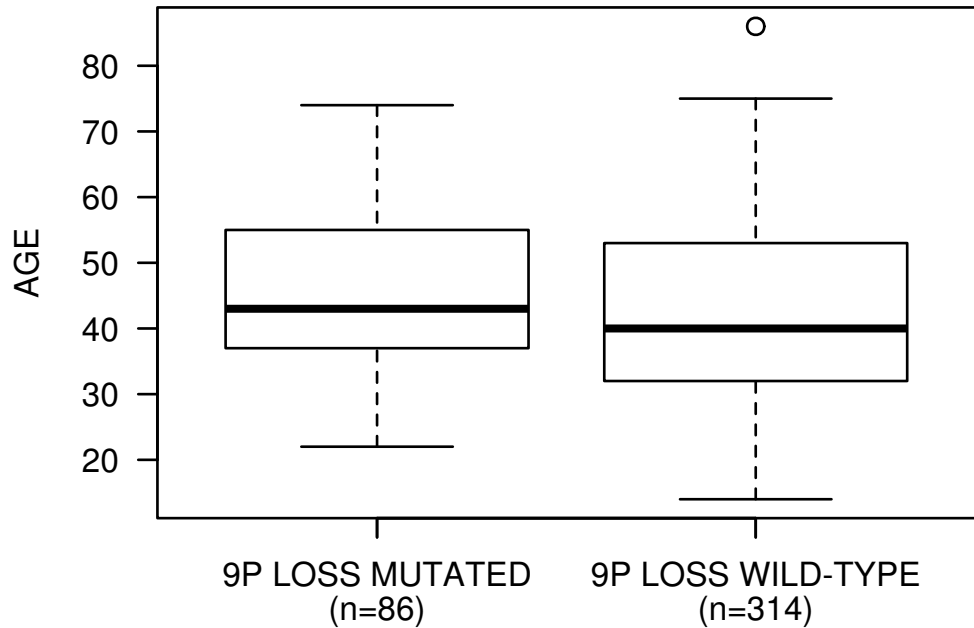 AGE
80
70
60
50
40
30
20
9P LOSS MUTATED
(n=86)
9P LOSS WILD-TYPE
(n=314)